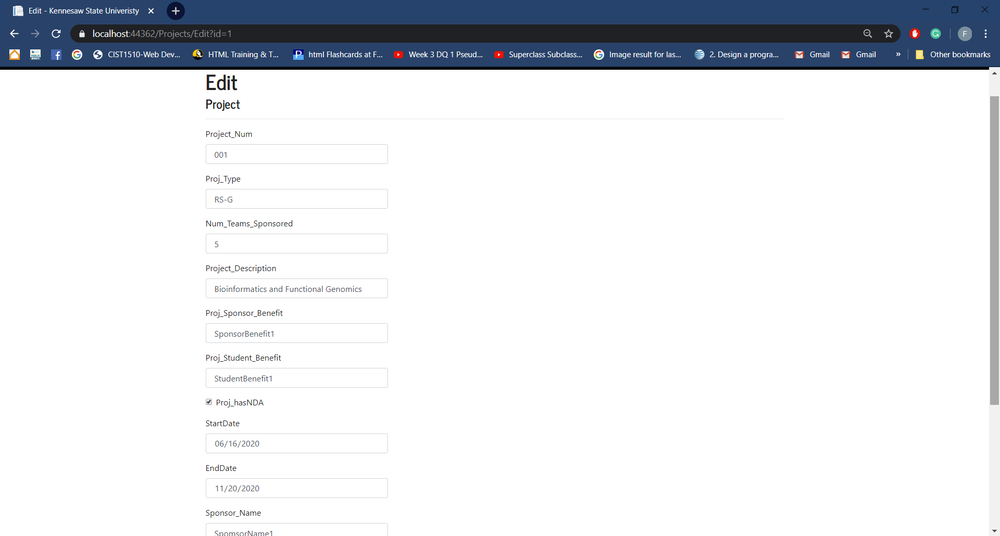 Edit - Kennesaw State Univeristy
localhost:44362/Projects/Edit?id=1
F
CIST1510-Web Dev... HTML Training & T... html Flashcards at F... Week 3 DQ 1 Pseud... Superclass Subclass... Image result for las... 2. Design a progra... Gmail Gmail » Other bookmarks
Edit
Project
Project_Num
001
Proj_Type
RS-G
Num_Teams_Sponsored
5
Project_Description
Bioinformatics and Functional Genomics
Proj_Sponsor_Benefit
SponsorBenefit1
Proj_Student_Benefit
StudentBenefit1
Proj_hasNDA
StartDate
06/16/2020
EndDate
11/20/2020
Sponsor_Name
SpomsorName1